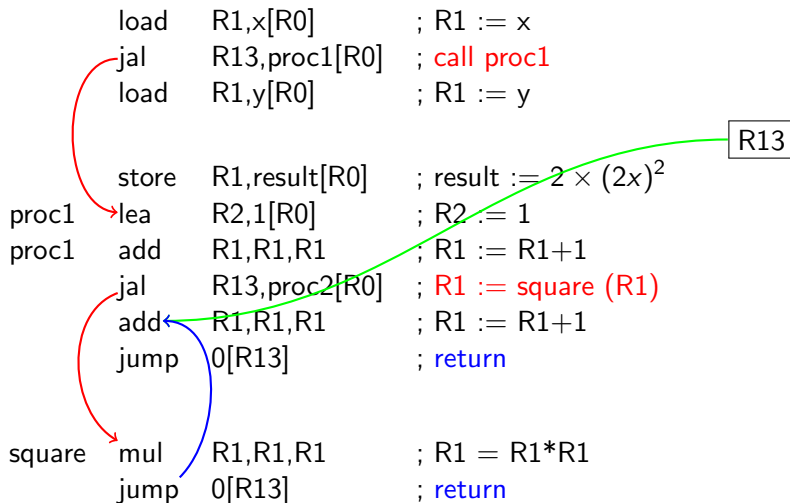 load R1,x[R0] ; R1 := x
jal R13,proc1[R0] ; call proc1
load R1,y[R0] ; R1 := y
R13
store R1,result[R0] ; result := 2 × (2x)²
proc1 lea R2,1[R0] ; R2 := 1
proc1 add R1,R1,R1 ; R1 := R1+1
jal R13,proc2[R0] ; R1 := square (R1)
add R1,R1,R1 ; R1 := R1+1
jump 0[R13] ; return
square mul R1,R1,R1 ; R1 = R1*R1
jump 0[R13] ; return